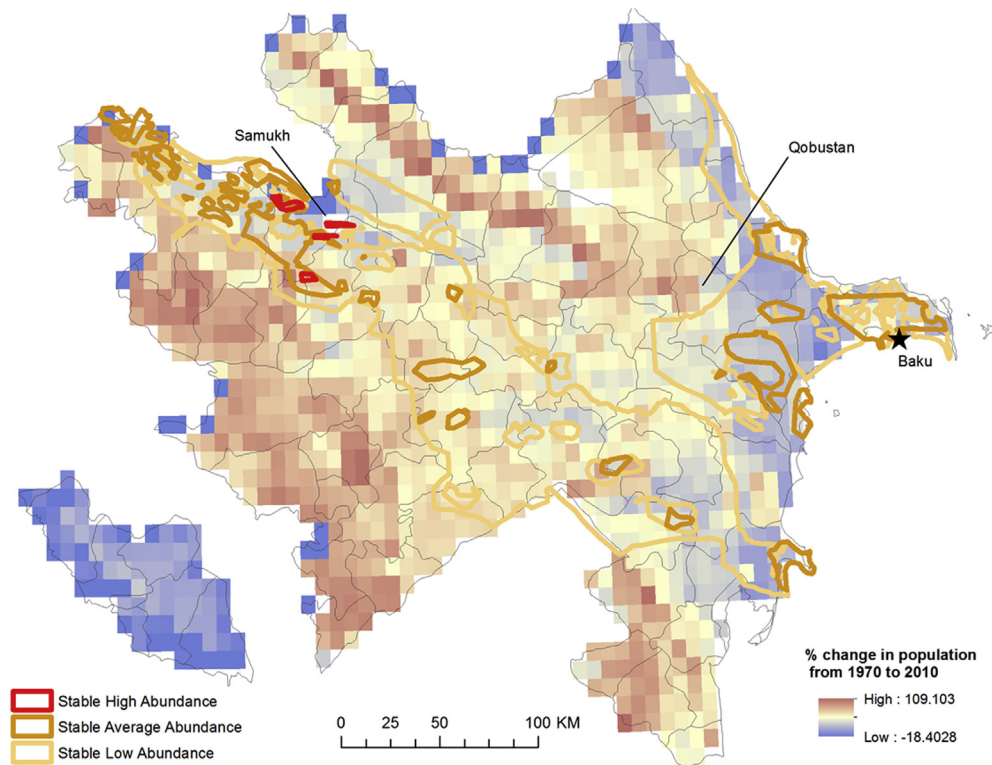 Samukh
Qobustan
Baku
% change in population
from 1970 to 2010
High : 109.103
Low : -18.4028
Stable High Abundance
Stable Average Abundance
Stable Low Abundance
0 25 50 100 KM